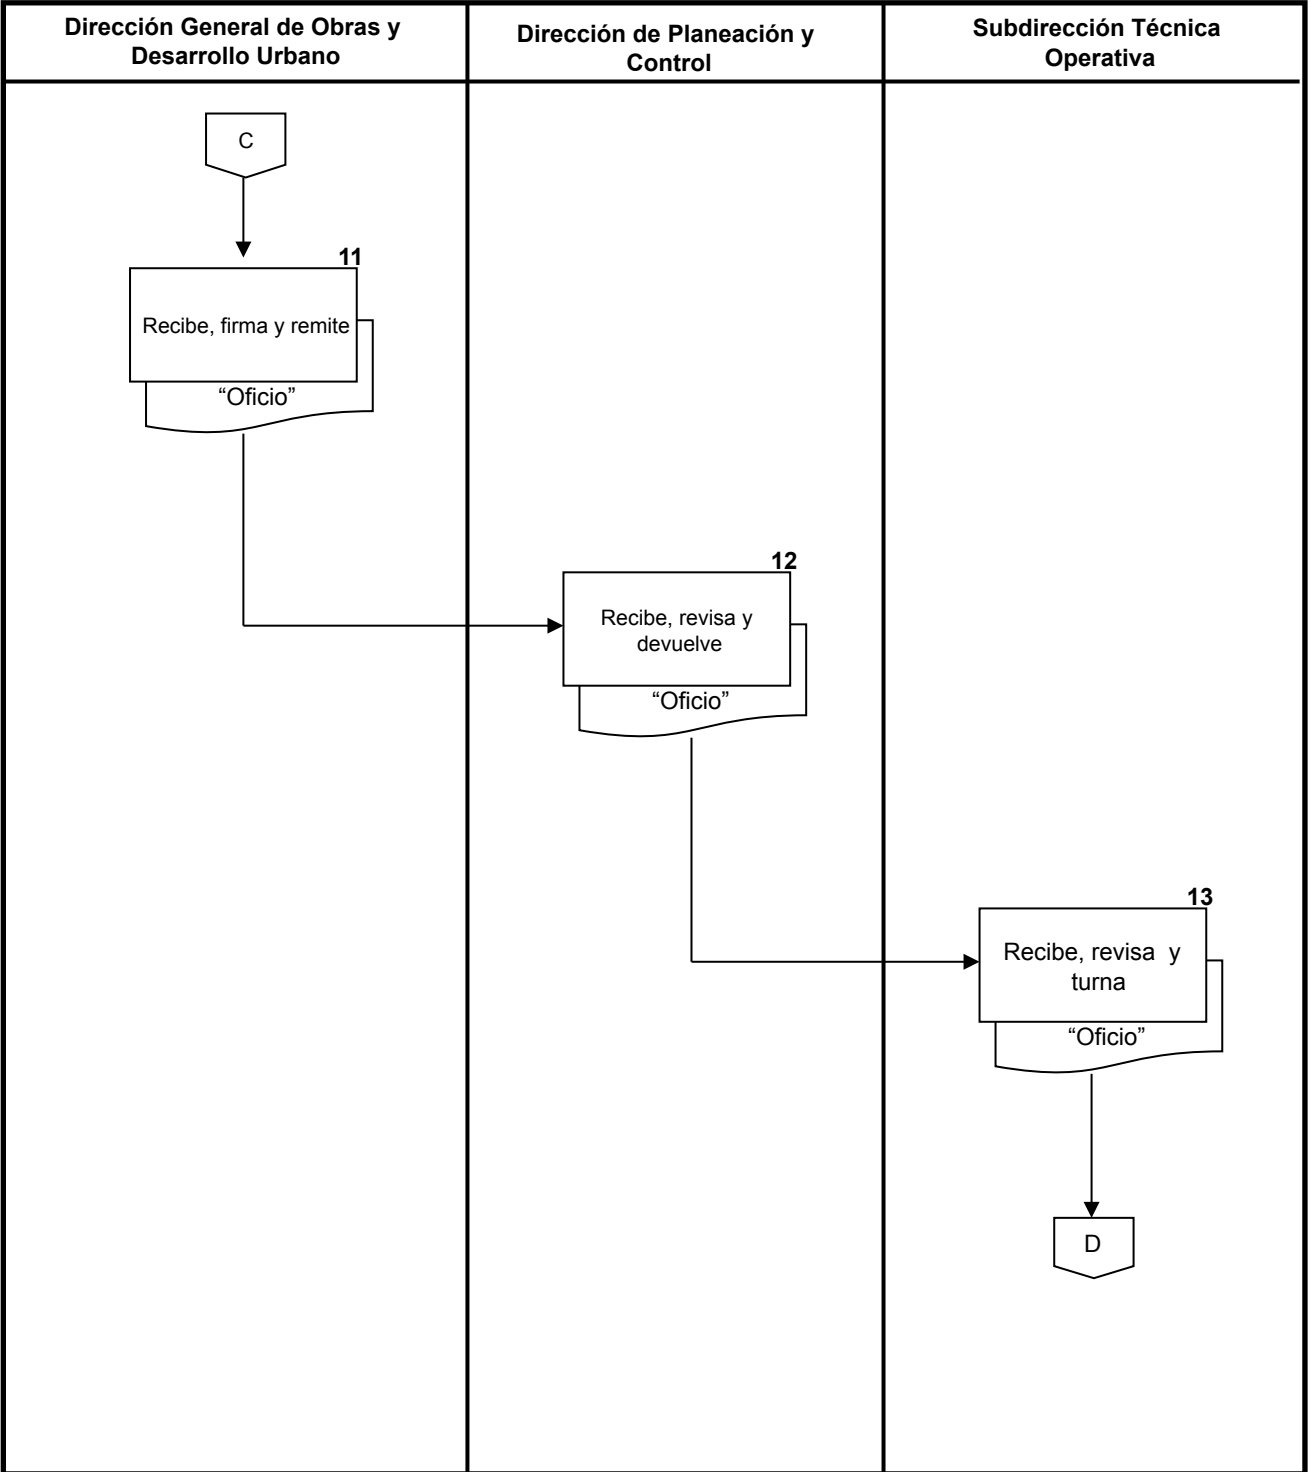 Dirección General de Obras y
Desarrollo Urbano
Dirección de Planeación y
Control
Subdirección Técnica
Operativa
C
11
Recibe, firma y remite
“Oficio”
12
Recibe, revisa y
devuelve
“Oficio”
13
Recibe, revisa y
turna
“Oficio”
D